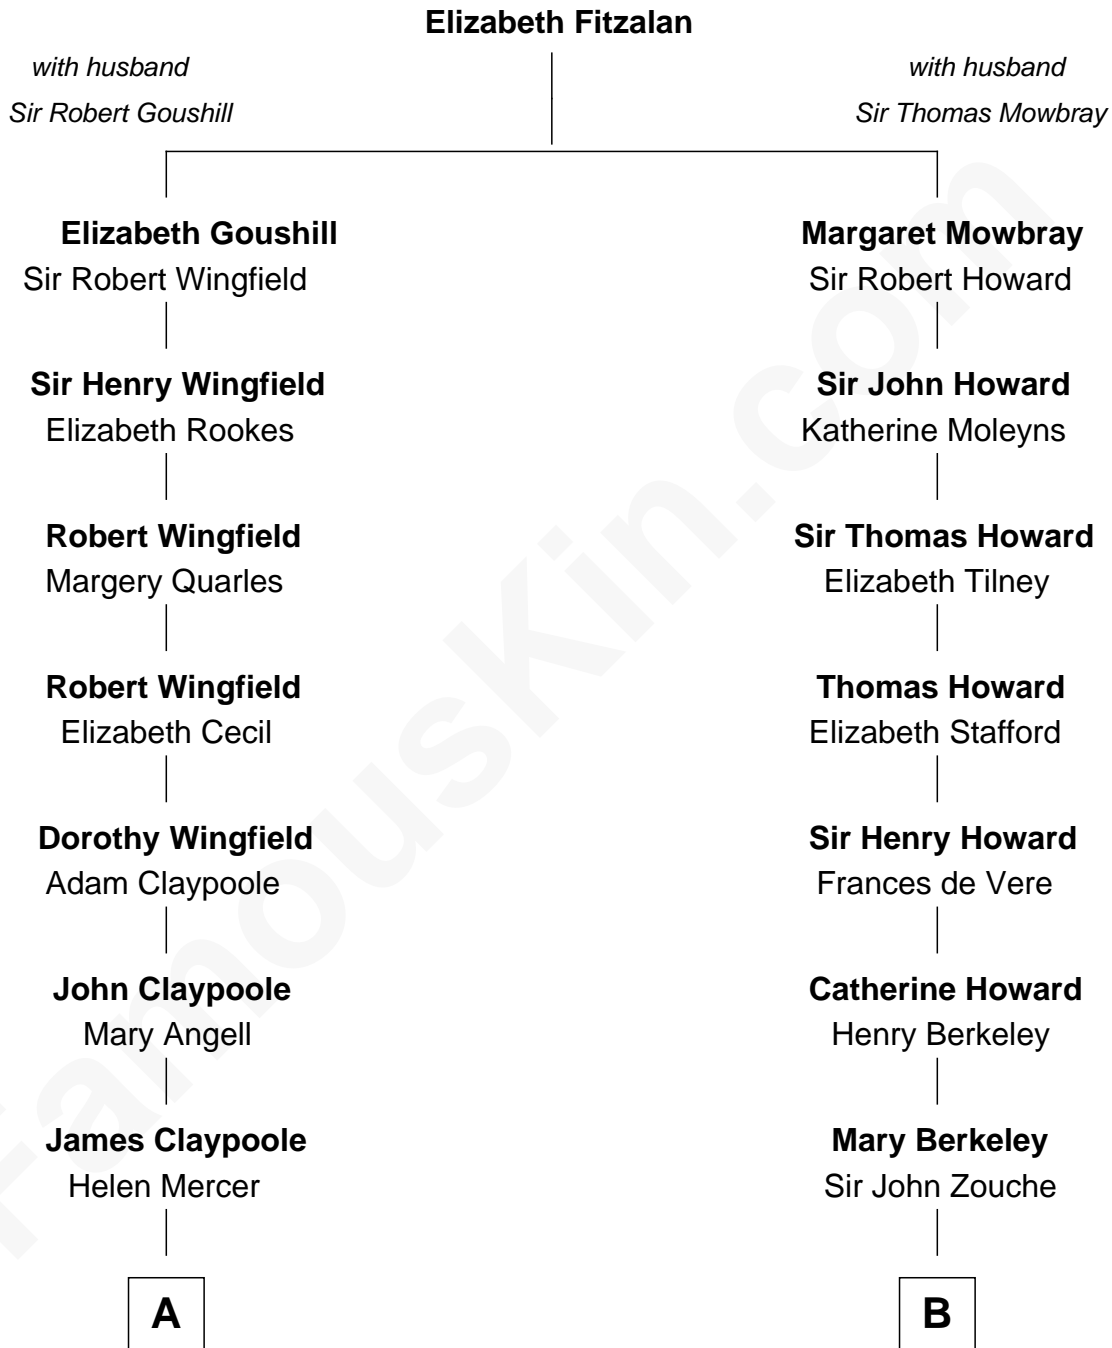 Elizabeth Fitzalan
with husband
Sir Robert Goushill
with husband
Sir Thomas Mowbray
Elizabeth Goushill
Sir Robert Wingfield
Margaret Mowbray
Sir Robert Howard
Sir Henry Wingfield
Elizabeth Rookes
Sir John Howard
Katherine Moleyns
Robert Wingfield
Margery Quarles
Sir Thomas Howard
Elizabeth Tilney
Robert Wingfield
Elizabeth Cecil
Thomas Howard
Elizabeth Stafford
Dorothy Wingfield
Adam Claypoole
Sir Henry Howard
Frances de Vere
John Claypoole
Mary Angell
Catherine Howard
Henry Berkeley
James Claypoole
Helen Mercer
Mary Berkeley
Sir John Zouche
A
B
FamousKin.com